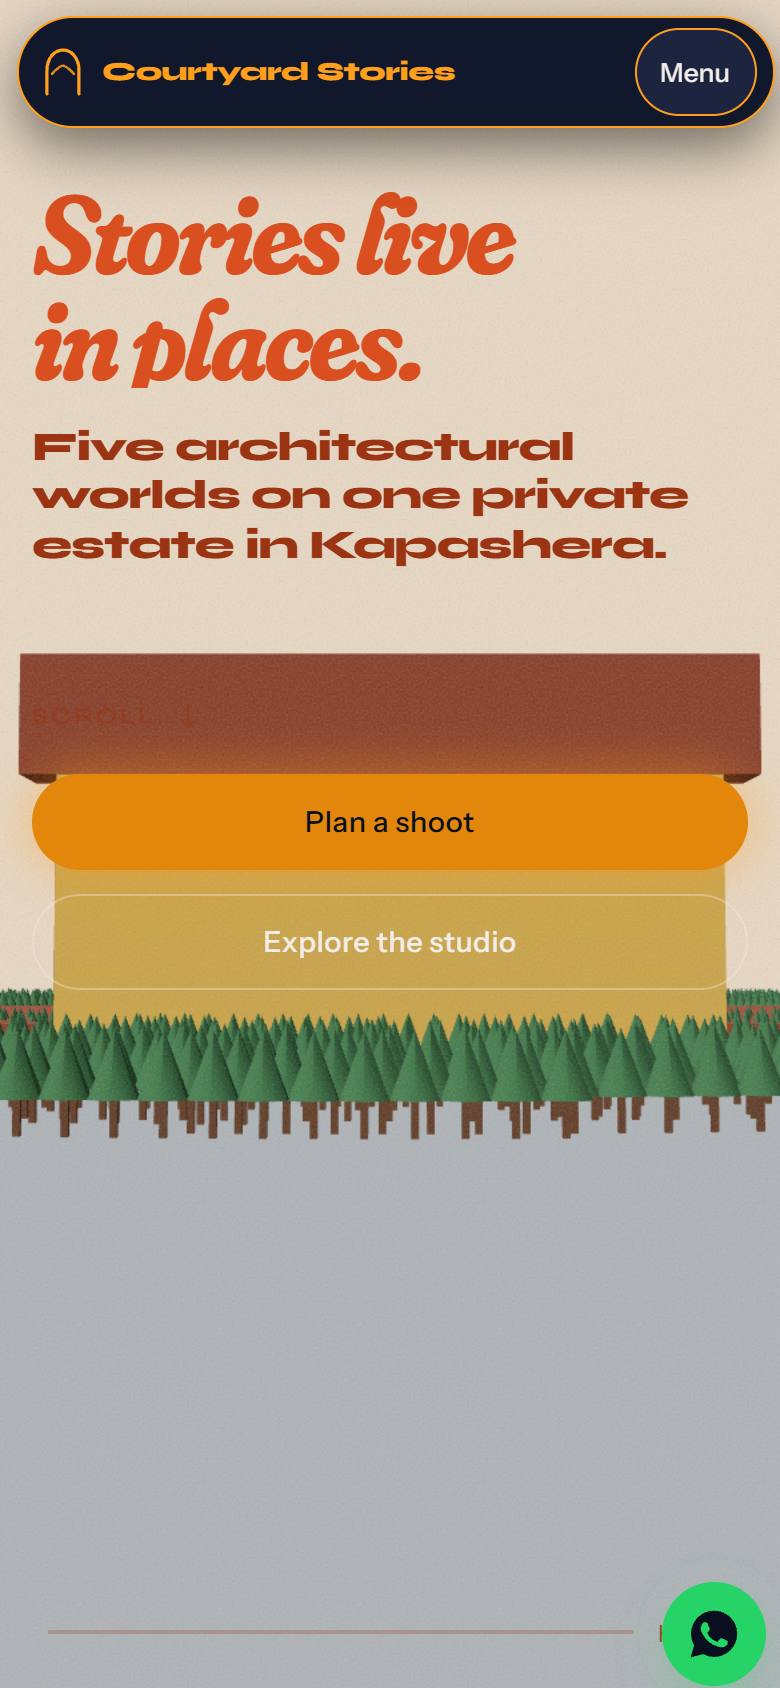 Courtyard Stories
Menu
Stories live
in places.
Five architectural
worlds on one private
estate in Kapashera.
SCROLL ↓
Plan a shoot
Explore the studio